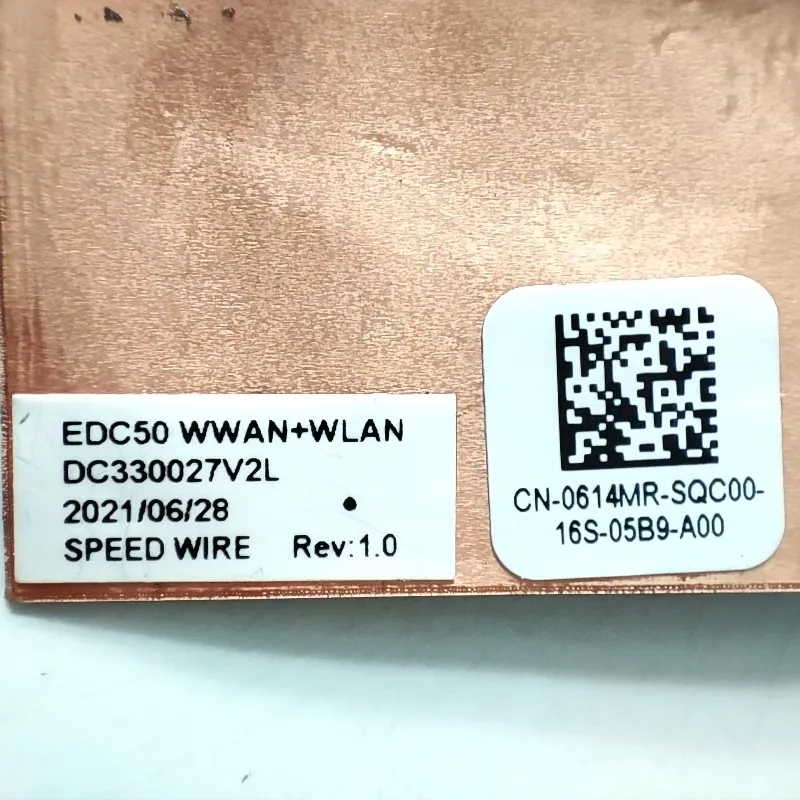 EDC50 WWAN+WLAN
DC330027V2L
2021/06/28
SPEED WIRE Rev:1.0
CN-0614MR-SQC00-
16S-05B9-A00